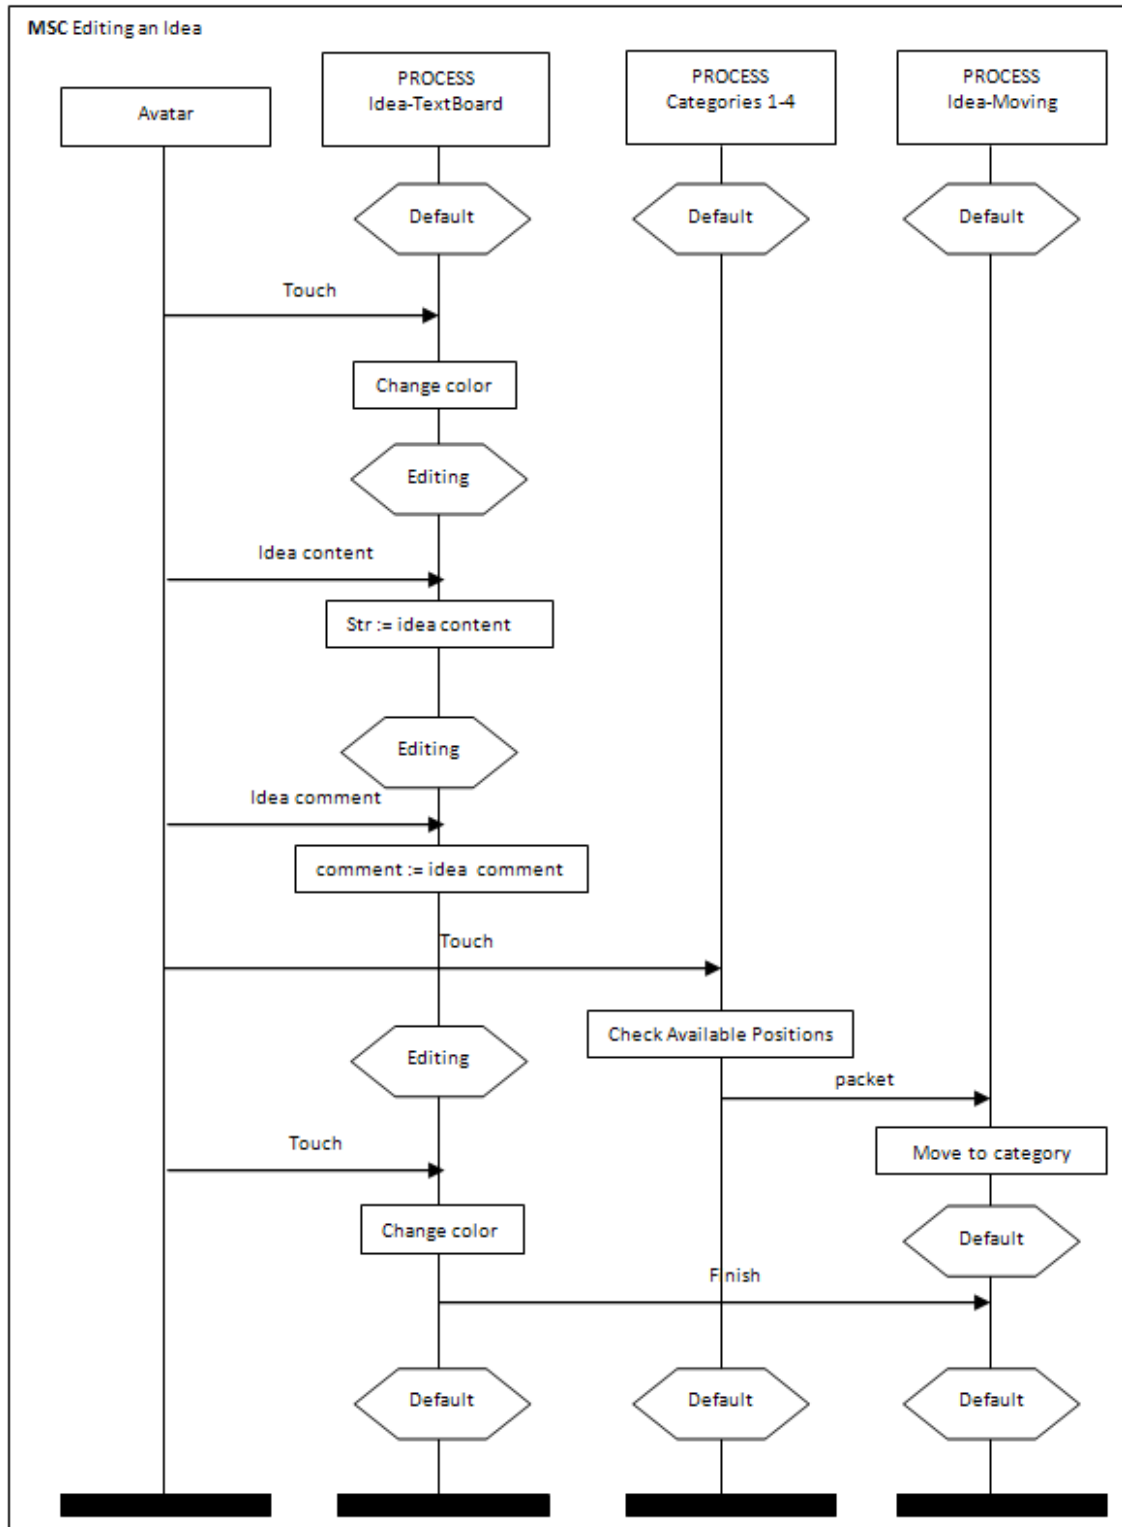 MSC Editing an Idea
Avatar
PROCESS
Idea-TextBoard
PROCESS
Categories 1-4
PROCESS
Idea-Moving
Default
Default
Default
Touch
Change color
Editing
Idea content
Str := idea content
Editing
Idea comment
comment := idea comment
Touch
Check Available Positions
Editing
packet
Touch
Move to category
Change color
Default
Finish
Default
Default
Default